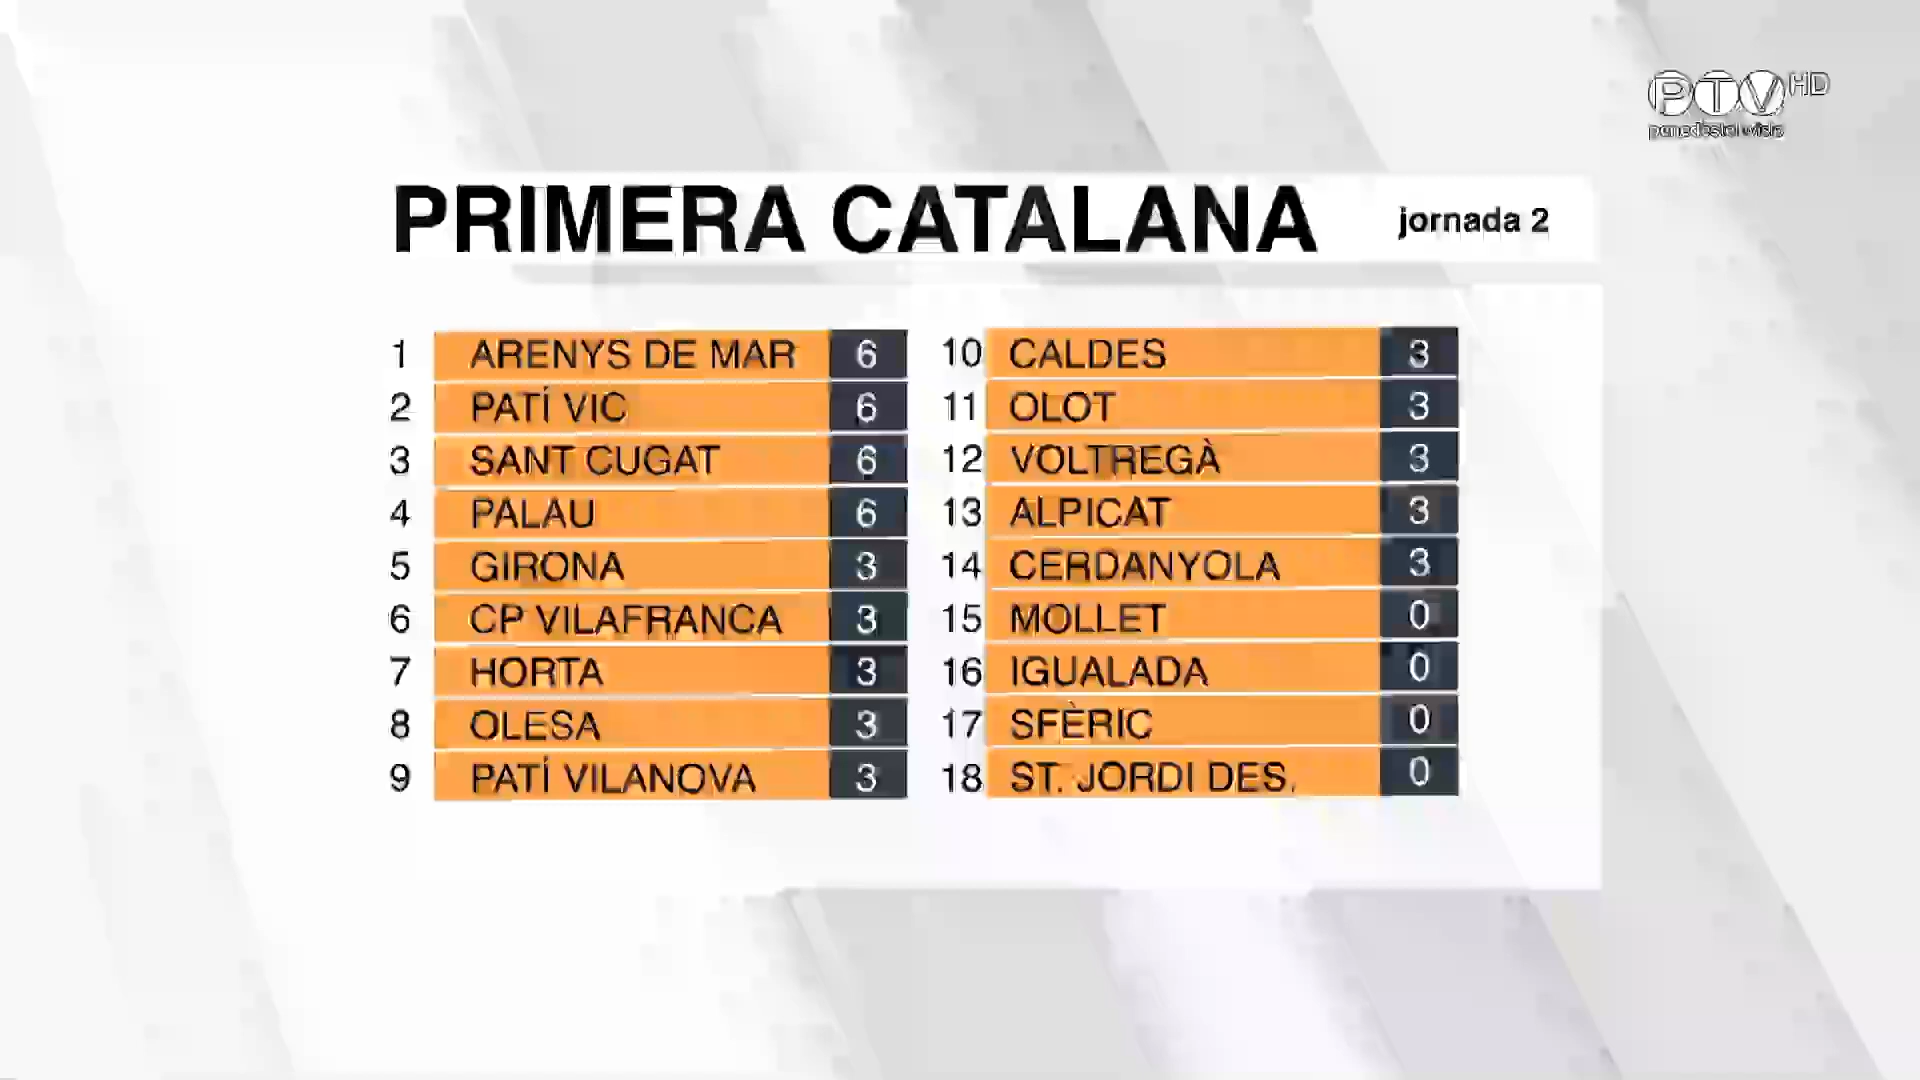 PTV HD
penedèstelevisió
PRIMERA CATALANA jornada 2
1 ARENYS DE MAR 6
2 PATÍ VIC 6
3 SANT CUGAT 6
4 PALAU 6
5 GIRONA 3
6 CP VILAFRANCA 3
7 HORTA 3
8 OLESA 3
9 PATÍ VILANOVA 3
10 CALDES 3
11 OLOT 3
12 VOLTREGÀ 3
13 ALPICAT 3
14 CERDANYOLA 3
15 MOLLET 0
16 IGUALADA 0
17 SFÈRIC 0
18 ST. JORDI DES. 0